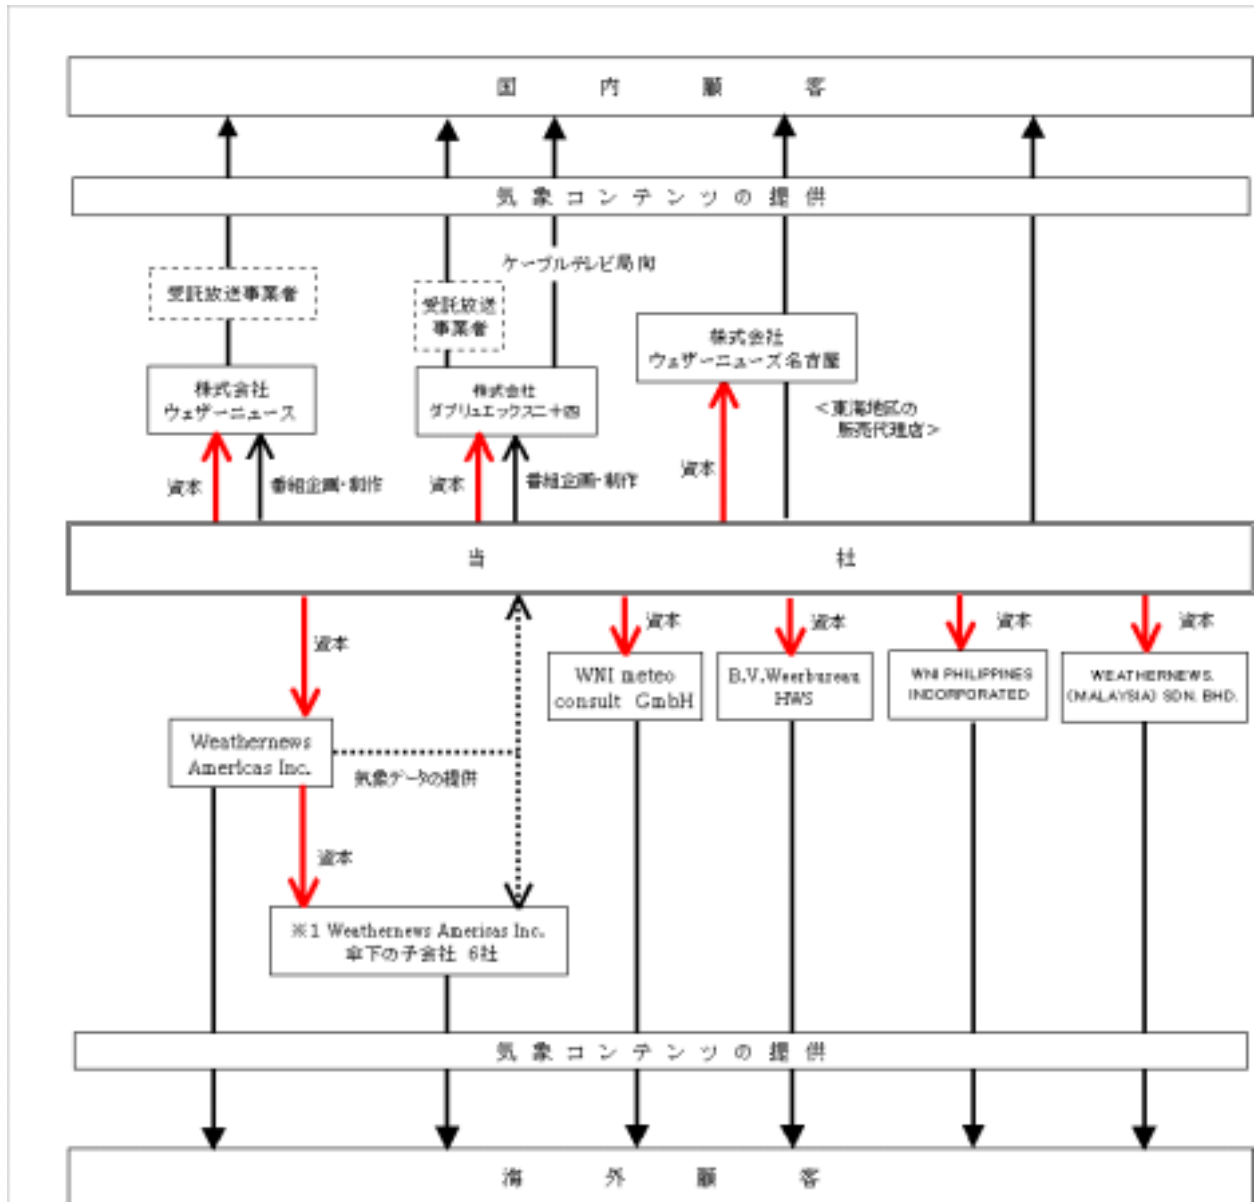 国内顧客
気象コンテンツの提供
ケーブルテレビ局向
受託放送事業者
受託放送
事業者
株式会社
ウェザーニューズ名古屋
株式会社
ウェザーニュース
株式会社
ダブリュエックス二十四
<東海地区の
販売代理店>
資本
番組企画・制作
資本
番組企画・制作
資本
当社
資本
資本
資本
資本
資本
WNI meteo
consult GmbH
B.V.Weerbureau
HWS
WNI PHILIPPINES
INCORPORATED
WEATHERNEWS.
(MALAYSIA) SDN. BHD.
Weathernews
Americas Inc.
気象データの提供
資本
※1 Weathernews Americas Inc.
傘下の子会社 6社
気象コンテンツの提供
海外顧客